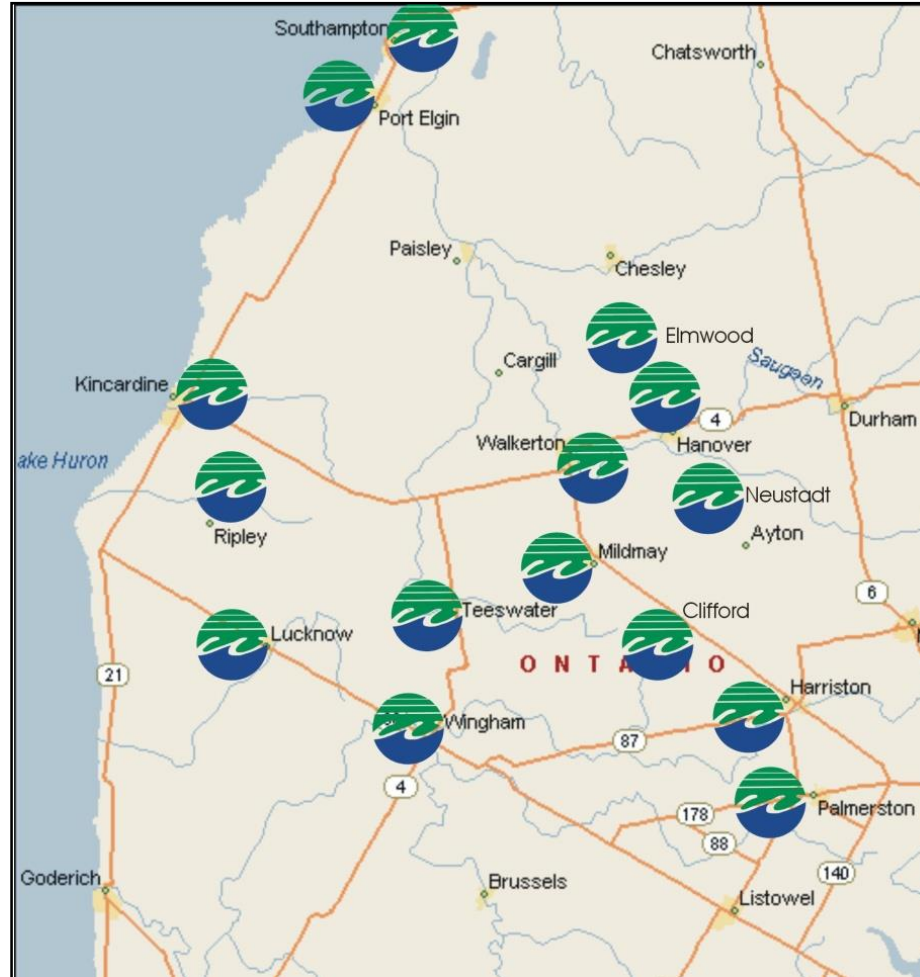 Southampton
Chatsworth
Port Elgin
Paisley
Chesley
Elmwood
Cargill
Saugeen
Kincardine
4
Durham
Walkerton
Hanover
ake Huron
Neustadt
Ripley
Ayton
Mildmay
6
Teeswater
Clifford
Lucknow
ONTA IO
21
Harriston
Wingham
87
4
178
Palmerston
88
140
Goderich
Brussels
Listowel